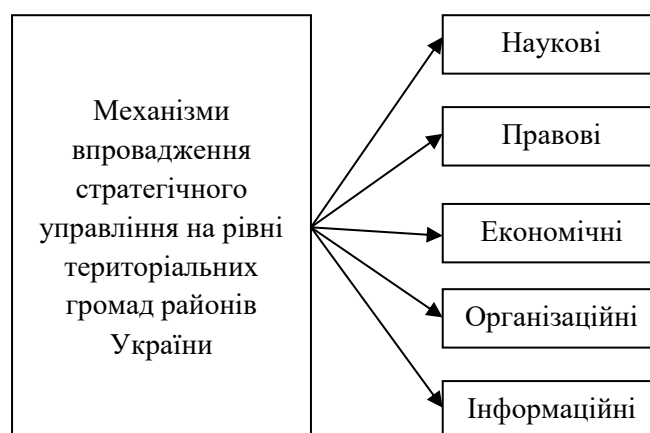 Механізми
впровадження
стратегічного
управління на рівні
територіальних
громад районів
України
Наукові
Правові
Економічні
Організаційні
Інформаційні